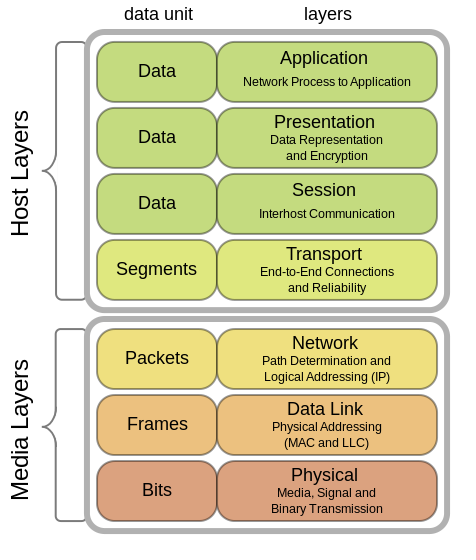 data unit layers
Host Layers
Data
Application
Network Process to Application
Data
Presentation
Data Representation
and Encryption
Data
Session
Interhost Communication
Segments
Transport
End-to-End Connections
and Reliability
Media Layers
Packets
Network
Path Determination and
Logical Addressing (IP)
Frames
Data Link
Physical Addressing
(MAC and LLC)
Bits
Physical
Media, Signal and
Binary Transmission